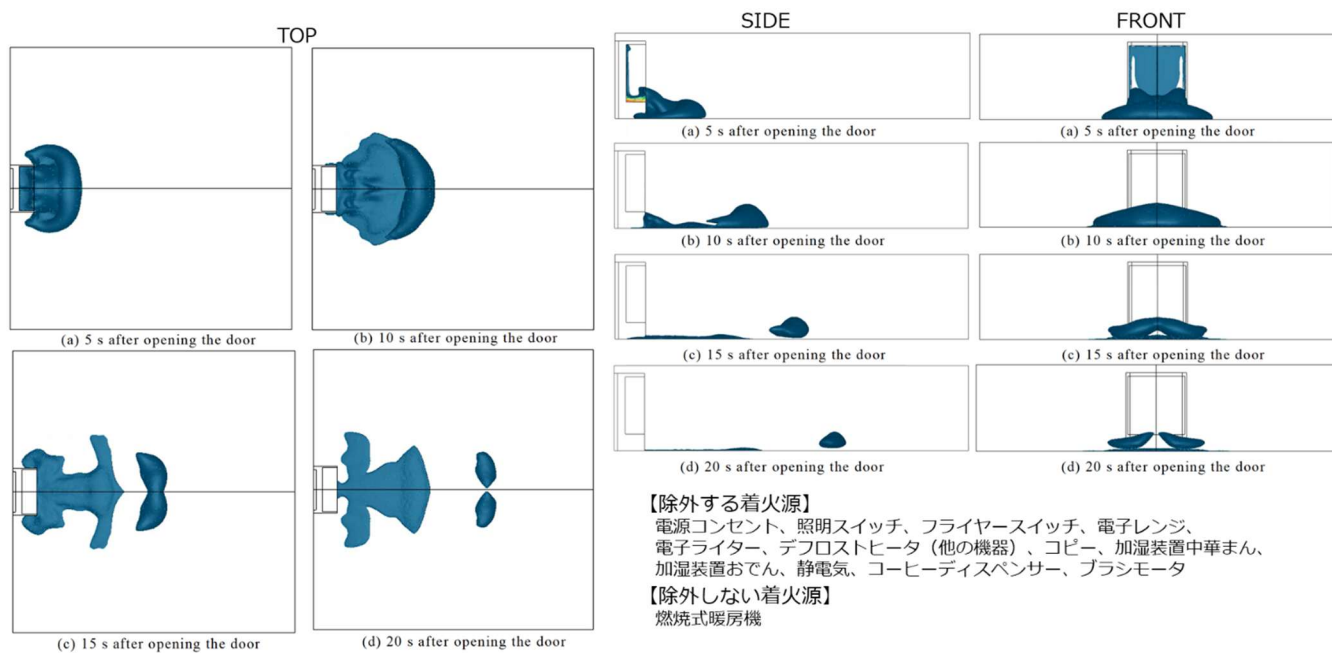 TOP
(a) 5 s after opening the door
(b) 10 s after opening the door
(c) 15 s after opening the door
(d) 20 s after opening the door
SIDE
(a) 5 s after opening the door
(b) 10 s after opening the door
(c) 15 s after opening the door
(d) 20 s after opening the door
FRONT
(a) 5 s after opening the door
(b) 10 s after opening the door
(c) 15 s after opening the door
(d) 20 s after opening the door
【除外する着火源】
電源コンセント、照明スイッチ、フライヤースイッチ、電子レンジ、
電子ライター、デフロストヒータ（他の機器）、コピー、加湿装置中華まん、
加湿装置おでん、静電気、コーヒーディスペンサー、ブラシモータ
【除外しない着火源】
燃焼式暖房機